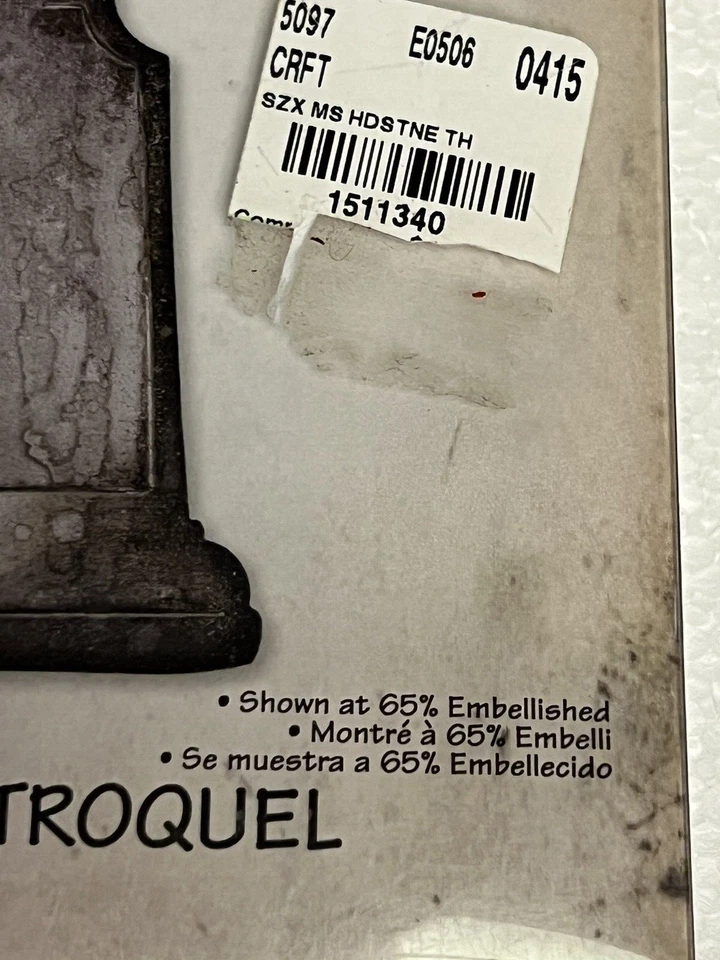 5097 E0506 0415
CRFT
SZX MS HDSTNE TH
1511340
• Shown at 65% Embellished
• Montré à 65% Embelli
• Se muestra a 65% Embellecido
TROQUEL